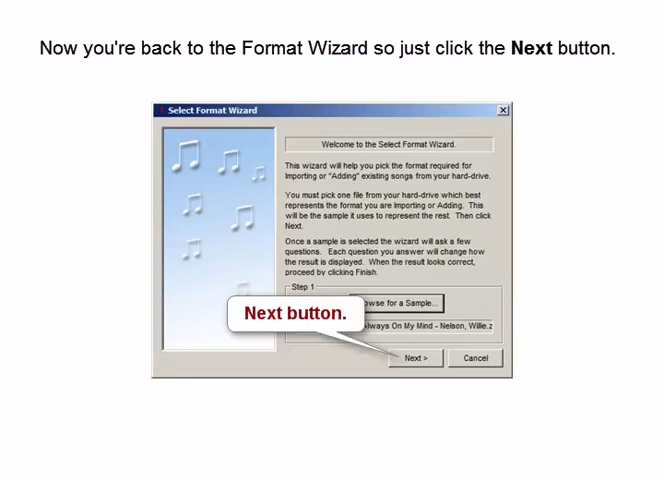 Now you're back to the Format Wizard so just click the Next button.
Select Format Wizard
Welcome to the Select Format Wizard.
This wizard will help you pick the format required for
Importing or "Adding" existing songs from your hard-drive.
You must pick one file from your hard-drive which best
represents the format you are Importing or Adding. This
will be the sample it uses to represent the rest. Then click
Next.
Once a sample is selected the wizard will ask a few
questions. Each question you answer will change how
the result is displayed. When the result looks correct,
proceed by clicking Finish.
Step 1
for a Sample...
Next button.
Always On My Mind - Nelson, Willie.z
Next >
Cancel